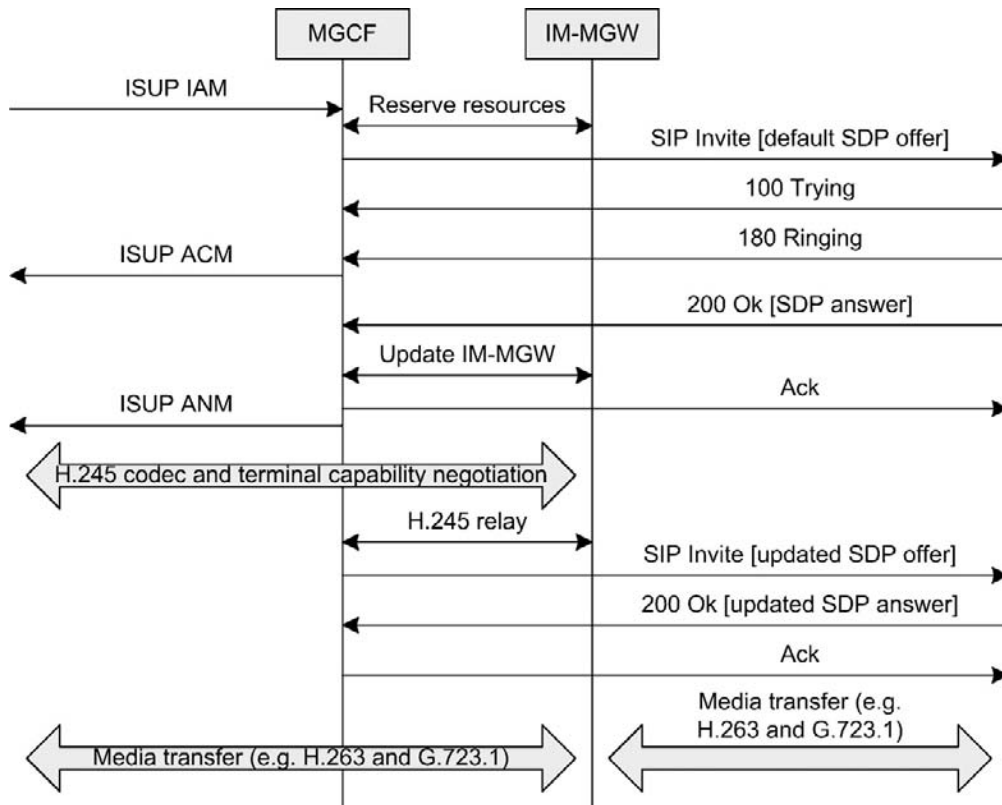 MGCF
IM-MGW
ISUP IAM
Reserve resources
SIP Invite [default SDP offer]
100 Trying
180 Ringing
ISUP ACM
200 Ok [SDP answer]
Update IM-MGW
Ack
ISUP ANM
H.245 codec and terminal capability negotiation
H.245 relay
SIP Invite [updated SDP offer]
200 Ok [updated SDP answer]
Ack
Media transfer (e.g.
H.263 and G.723.1)
Media transfer (e.g. H.263 and G.723.1)